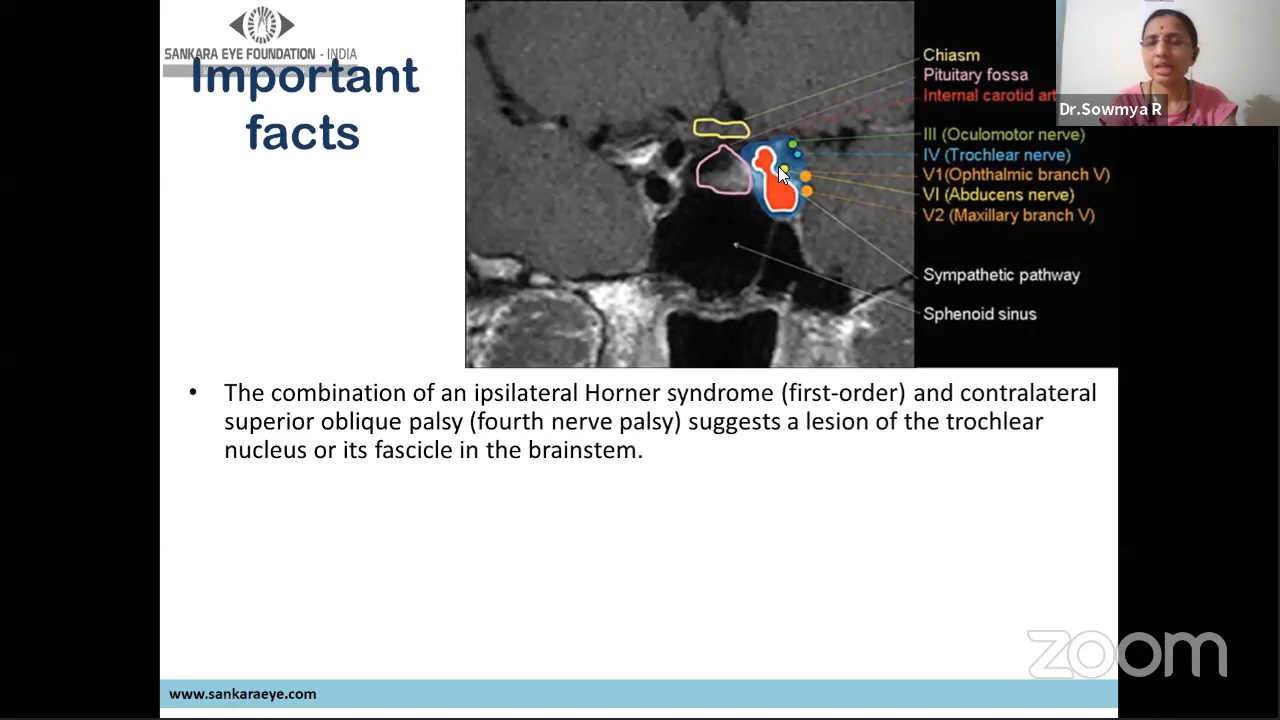 SANKARA EYE FOUNDATION - INDIA
Important
facts
Chiasm
Pituitary fossa
Internal carotid art
III (Oculomotor nerve)
IV (Trochlear nerve)
V1(Ophthalmic branch V)
VI (Abducens nerve)
V2 (Maxillary branch V)
Sympathetic pathway
Sphenoid sinus
Dr.Sowmya R
• The combination of an ipsilateral Horner syndrome (first-order) and contralateral
superior oblique palsy (fourth nerve palsy) suggests a lesion of the trochlear
nucleus or its fascicle in the brainstem.
zoom
www.sankaraeye.com